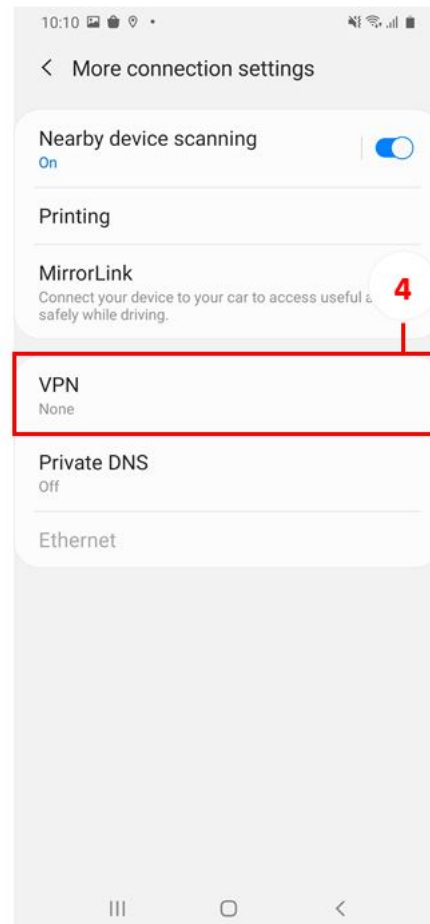 10:10
More connection settings
Nearby device scanning
On
Printing
MirrorLink
Connect your device to your car to access useful
safely while driving.
4
VPN
None
Private DNS
Off
Ethernet